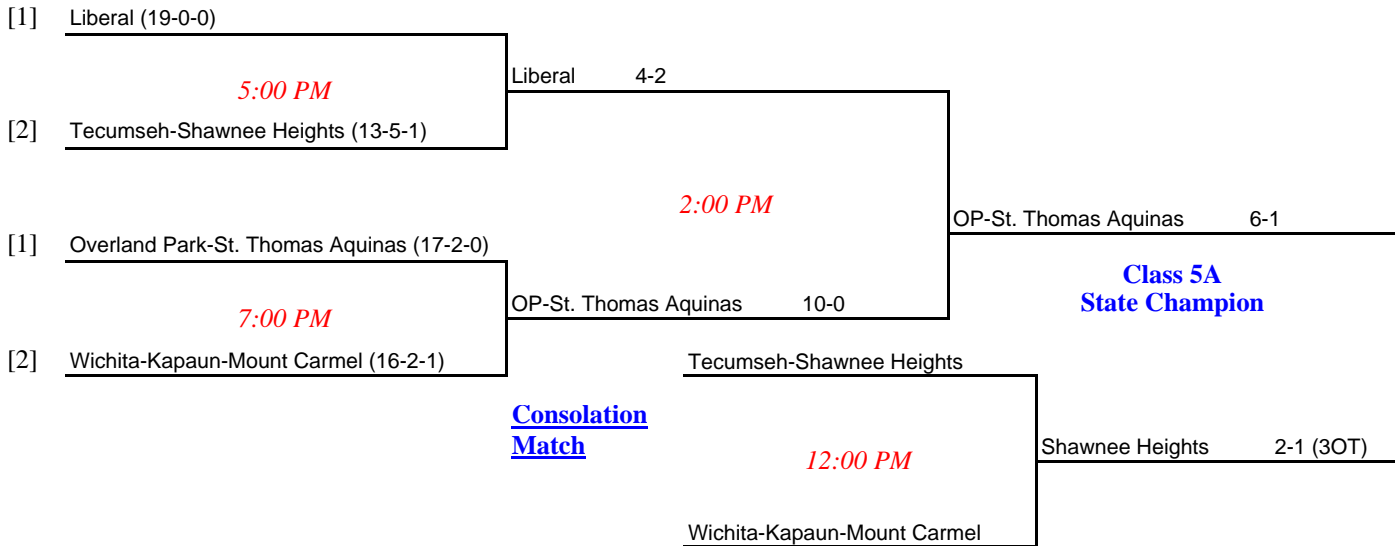 [1] Liberal (19-0-0)
Liberal 4-2
5:00 PM
[2] Tecumseh-Shawnee Heights (13-5-1)
2:00 PM
OP-St. Thomas Aquinas 6-1
[1] Overland Park-St. Thomas Aquinas (17-2-0)
Class 5A
State Champion
OP-St. Thomas Aquinas 10-0
7:00 PM
[2] Wichita-Kapaun-Mount Carmel (16-2-1)
Tecumseh-Shawnee Heights
Consolation
Match
Shawnee Heights 2-1 (3OT)
12:00 PM
Wichita-Kapaun-Mount Carmel